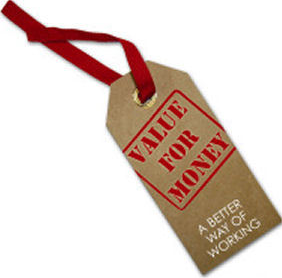 VALUE
FOR
MONEY
A BETTER
WAY OF
WORKING